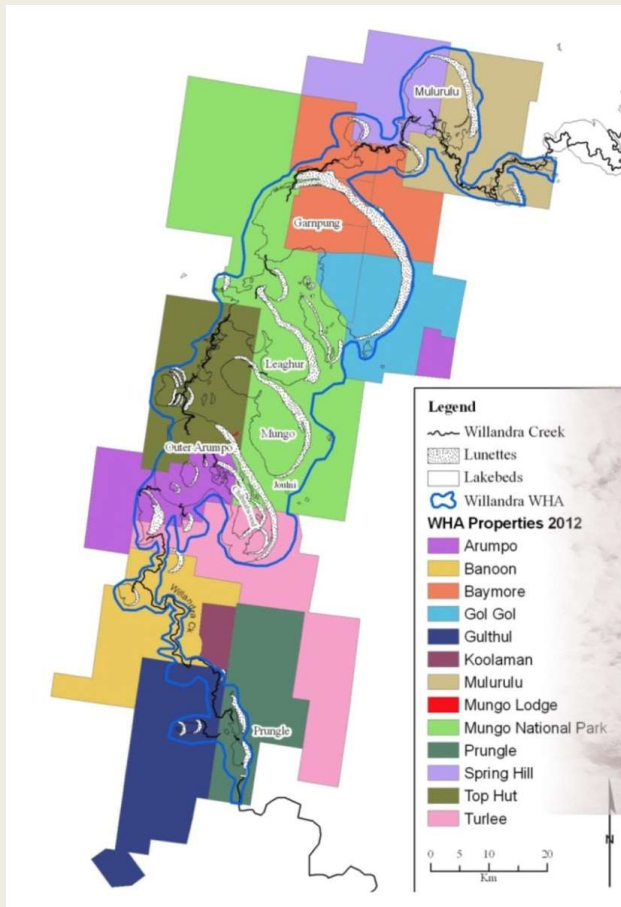 Mulurulu
Garnpung
Leaghur
Mungo
Outer Arumpo
Joulni
Willandra Ck
Prungle
Legend
Willandra Creek
Lunettes
Lakebeds
Willandra WHA
WHA Properties 2012
Arumpo
Banoon
Baymore
Gol Gol
Gulthul
Koolaman
Mulurulu
Mungo Lodge
Mungo National Park
Prungle
Spring Hill
Top Hut
Turlee
N
0 5 10 20
Km